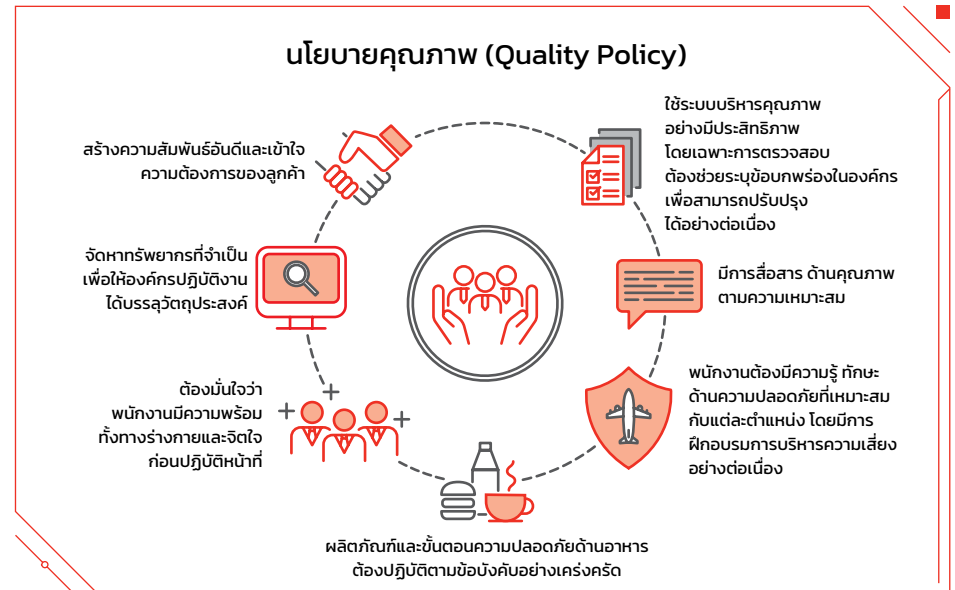 นโยบายคุณภาพ (Quality Policy)
สร้างความสัมพันธ์อันดีและเข้าใจ
ความต้องการของลูกค้า
ใช้ระบบบริหารคุณภาพ
อย่างมีประสิทธิภาพ
โดยเฉพาะการตรวจสอบ
ต้องช่วยระบุข้อบกพร่องในองค์กร
เพื่อสามารถปรับปรุง
ได้อย่างต่อเนื่อง
จัดหาทรัพยากรที่จำเป็น
เพื่อให้องค์กรปฏิบัติงาน
ได้บรรลุวัตถุประสงค์
มีการสื่อสาร ด้านคุณภาพ
ตามความเหมาะสม
ต้องมั่นใจว่า
พนักงานมีความพร้อม
ทั้งทางร่างกายและจิตใจ
ก่อนปฏิบัติหน้าที่
พนักงานต้องมีความรู้ ทักษะ
ด้านความปลอดภัยที่เหมาะสม
กับแต่ละตำแหน่ง โดยมีการ
ฝึกอบรมการบริหารความเสี่ยง
อย่างต่อเนื่อง
ผลิตภัณฑ์และขั้นตอนความปลอดภัยด้านอาหาร
ต้องปฏิบัติตามข้อบังคับอย่างเคร่งครัด